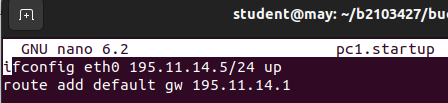 student@may: ~/b2103427/bu
GNU nano 6.2 pc1.startup
ifconfig eth0 195.11.14.5/24 up
route add default gw 195.11.14.1